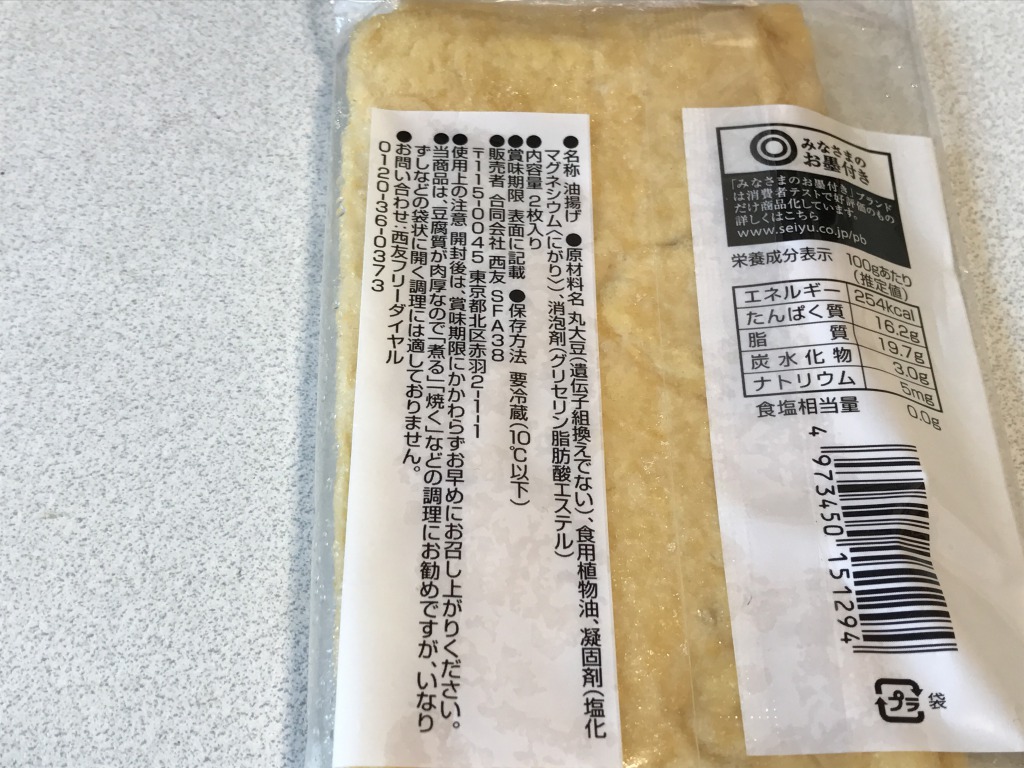 ●名称 油揚げ ●原材料名 丸大豆(遺伝子組換えでない)、食用植物油、凝固剤(塩化
マグネシウム〈にがり〉)、消泡剤(グリセリン脂肪酸エステル)
●内容量 2枚入り
●賞味期限 表面に記載 ●保存方法 要冷蔵(10℃以下)
●販売者 合同会社 西友 SFA38
〒115-0045 東京都北区赤羽2-1-1
●使用上の注意 開封後は、賞味期限にかかわらずお早めにお召し上がりください。
●当商品は、豆腐質が肉厚なので「煮る」「焼く」などの調理にお勧めですが、いなり
ずしなどの袋状に開く調理には適しておりません。
●お問い合わせ:西友フリーダイヤル
0120-36-0373
みなさまの
お墨付き
「みなさまのお墨付き」ブランド
は消費者テストで好評価のもの
だけ商品化しています。
詳しくはこちら
www.seiyu.co.jp/pb
栄養成分表示 100gあたり
(推定値)
エネルギー 254kcal
たんぱく質 16.2g
脂質 19.7g
炭水化物 3.0g
ナトリウム 5mg
食塩相当量 0.0g
4 973450 151294
プラ 袋